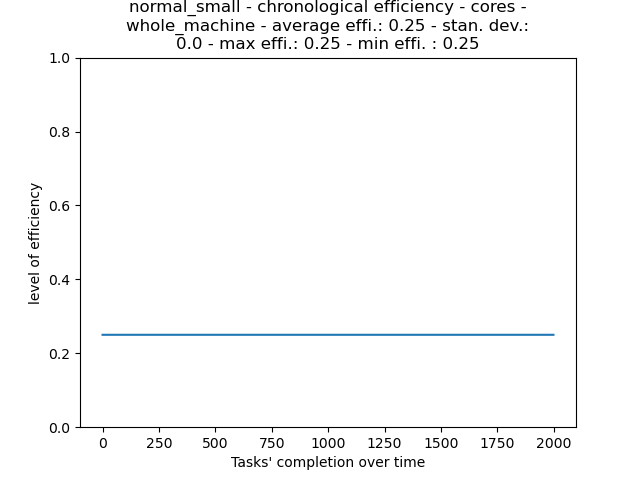 normal_small - chronological efficiency - cores -
whole_machine - average effi.: 0.25 - stan. dev.:
0.0 - max effi.: 0.25 - min effi. : 0.25
1.0
0.8
0.6
0.4
0.2
0.0
level of efficiency
0 250 500 750 1000 1250 1500 1750 2000
Tasks' completion over time